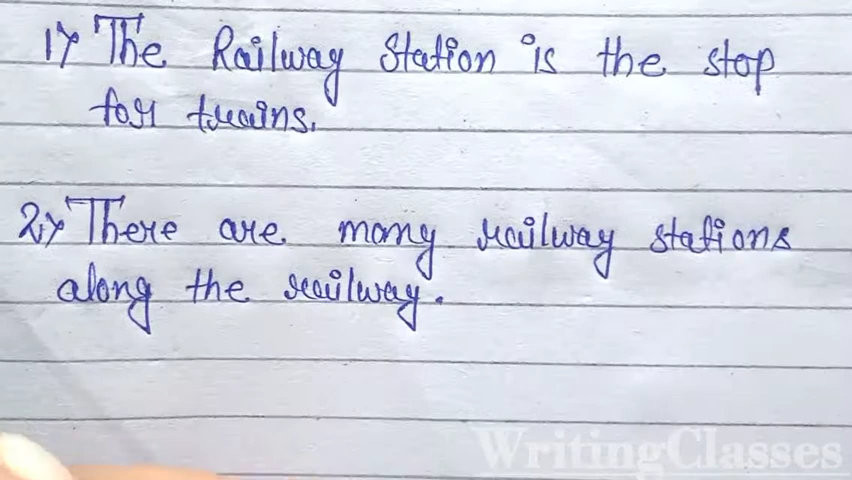 1) The Railway Station is the stop
for trains.
2) There are many railway stations
along the railway.
WritingClasses